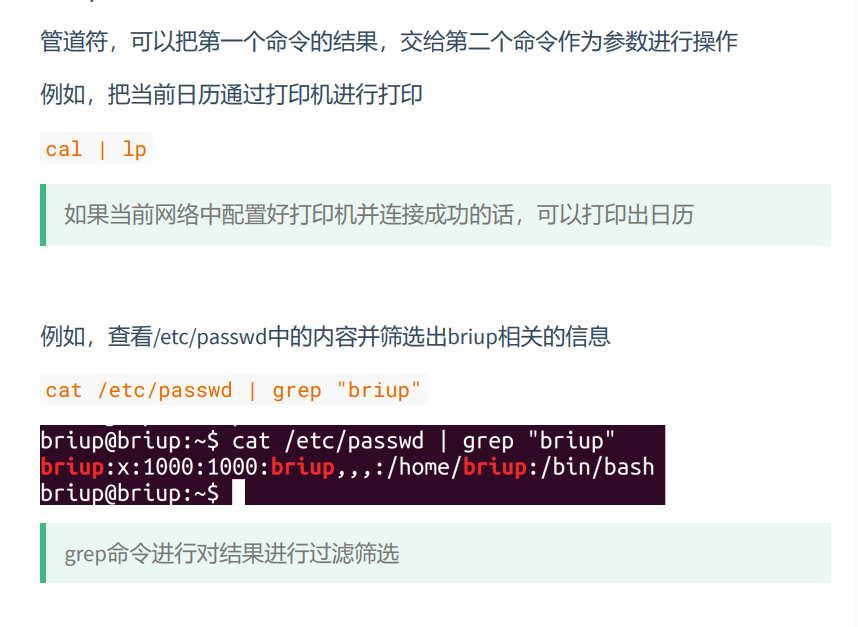 管道符，可以把第一个命令的结果，交给第二个命令作为参数进行操作
例如，把当前日历通过打印机进行打印
cal | lp
如果当前网络中配置好打印机并连接成功的话，可以打印出日历
例如，查看/etc/passwd中的内容并筛选出briup相关的信息
cat /etc/passwd | grep "briup"
briup@briup:~$ cat /etc/passwd | grep "briup"
briup:x:1000:1000:briup,,,:/home/briup:/bin/bash
briup@briup:~$
grep命令进行对结果进行过滤筛选